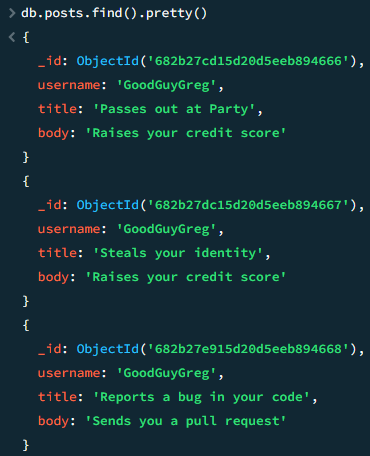 > db.posts.find().pretty()
< {
_id: ObjectId('682b27cd15d20d5eeb894666'),
username: 'GoodGuyGreg',
title: 'Passes out at Party',
body: 'Raises your credit score'
}
{
_id: ObjectId('682b27dc15d20d5eeb894667'),
username: 'GoodGuyGreg',
title: 'Steals your identity',
body: 'Raises your credit score'
}
{
_id: ObjectId('682b27e915d20d5eeb894668'),
username: 'GoodGuyGreg',
title: 'Reports a bug in your code',
body: 'Sends you a pull request'
}